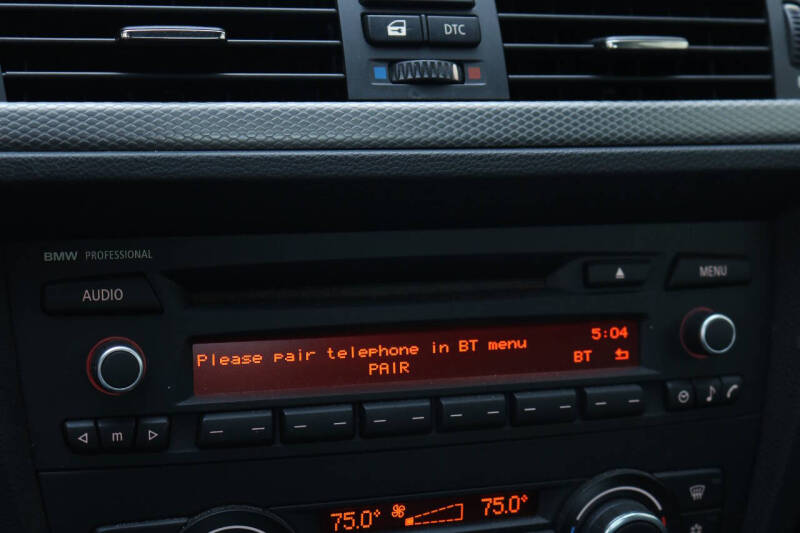 DTC
BMW PROFESSIONAL
AUDIO
MENU
5:04
Please pair telephone in BT menu
PAIR
BT
m
75.0°
75.0°